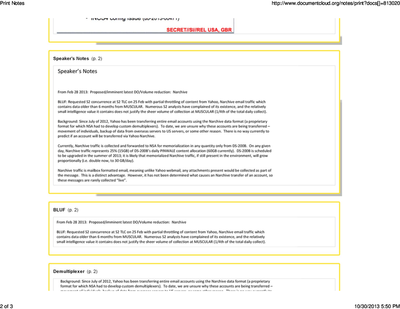 Print Notes
http://www.documentcloud.org/notes/print?docs[]=813020
SECRET//SI//REL USA, GBR
Speaker's Notes (p. 2)
Speaker's Notes
From Feb 28 2013. Proposed/imminent latest DO/Volume reduction: Narchive
BLUF: Requested S2 concurrence at S2 TLC on 25 Feb with partial throttling of content from Yahoo, Narchive email traffic which
contains data older than 6 months from MUSCULAR. Numerous S2 analysts have complained of its existence, and the relatively
small intelligence value it contains does not justify the sheer volume of collection at MUSCULAR (1/4th of the total daily collect).
Background: Since July of 2012, Yahoo has been transferring entire email accounts using the Narchive data format (a proprietary
format for which NSA had to develop custom demultiplexers). To date, we are unsure why these accounts are being transferred –
movement of individuals, backup of data from overseas servers to US servers, or some other reason. There is no way currently to
predict if an account will be transferred via Yahoo Narchive.
Currently, Narchive traffic is collected and forwarded to NSA for memorialization in any quantity only from DS-200B. On any given
day, Narchive represents 25% (15GB) of DS-200B's daily PINWALE content allocation (60GB currently). DS-200B is scheduled
to be upgraded in the summer of 2013; it is likely that memorialized Narchive traffic, if still present in the environment, will grow
proportionally (i.e. double now, to 30 GB/day).
Narchive traffic is mailbox formatted email, meaning unlike Yahoo webmail, any attachments present would be collected as part of
the message. This is a distinct advantage. However, it has not been determined what causes an Narchive transfer of an account, so
these messages are rarely collected "live".
BLUF (p. 2)
From Feb 28 2013. Proposed/imminent latest DO/Volume reduction: Narchive
BLUF: Requested S2 concurrence at S2 TLC on 25 Feb with partial throttling of content from Yahoo, Narchive email traffic which
contains data older than 6 months from MUSCULAR. Numerous S2 analysts have complained of its existence, and the relatively
small intelligence value it contains does not justify the sheer volume of collection at MUSCULAR (1/4th of the total daily collect).
Demultiplexer (p. 2)
Background: Since July of 2012, Yahoo has been transferring entire email accounts using the Narchive data format (a proprietary
format for which NSA had to develop custom demultiplexers). To date, we are unsure why these accounts are being transferred –
2 of 3
10/30/2013 5:50 PM